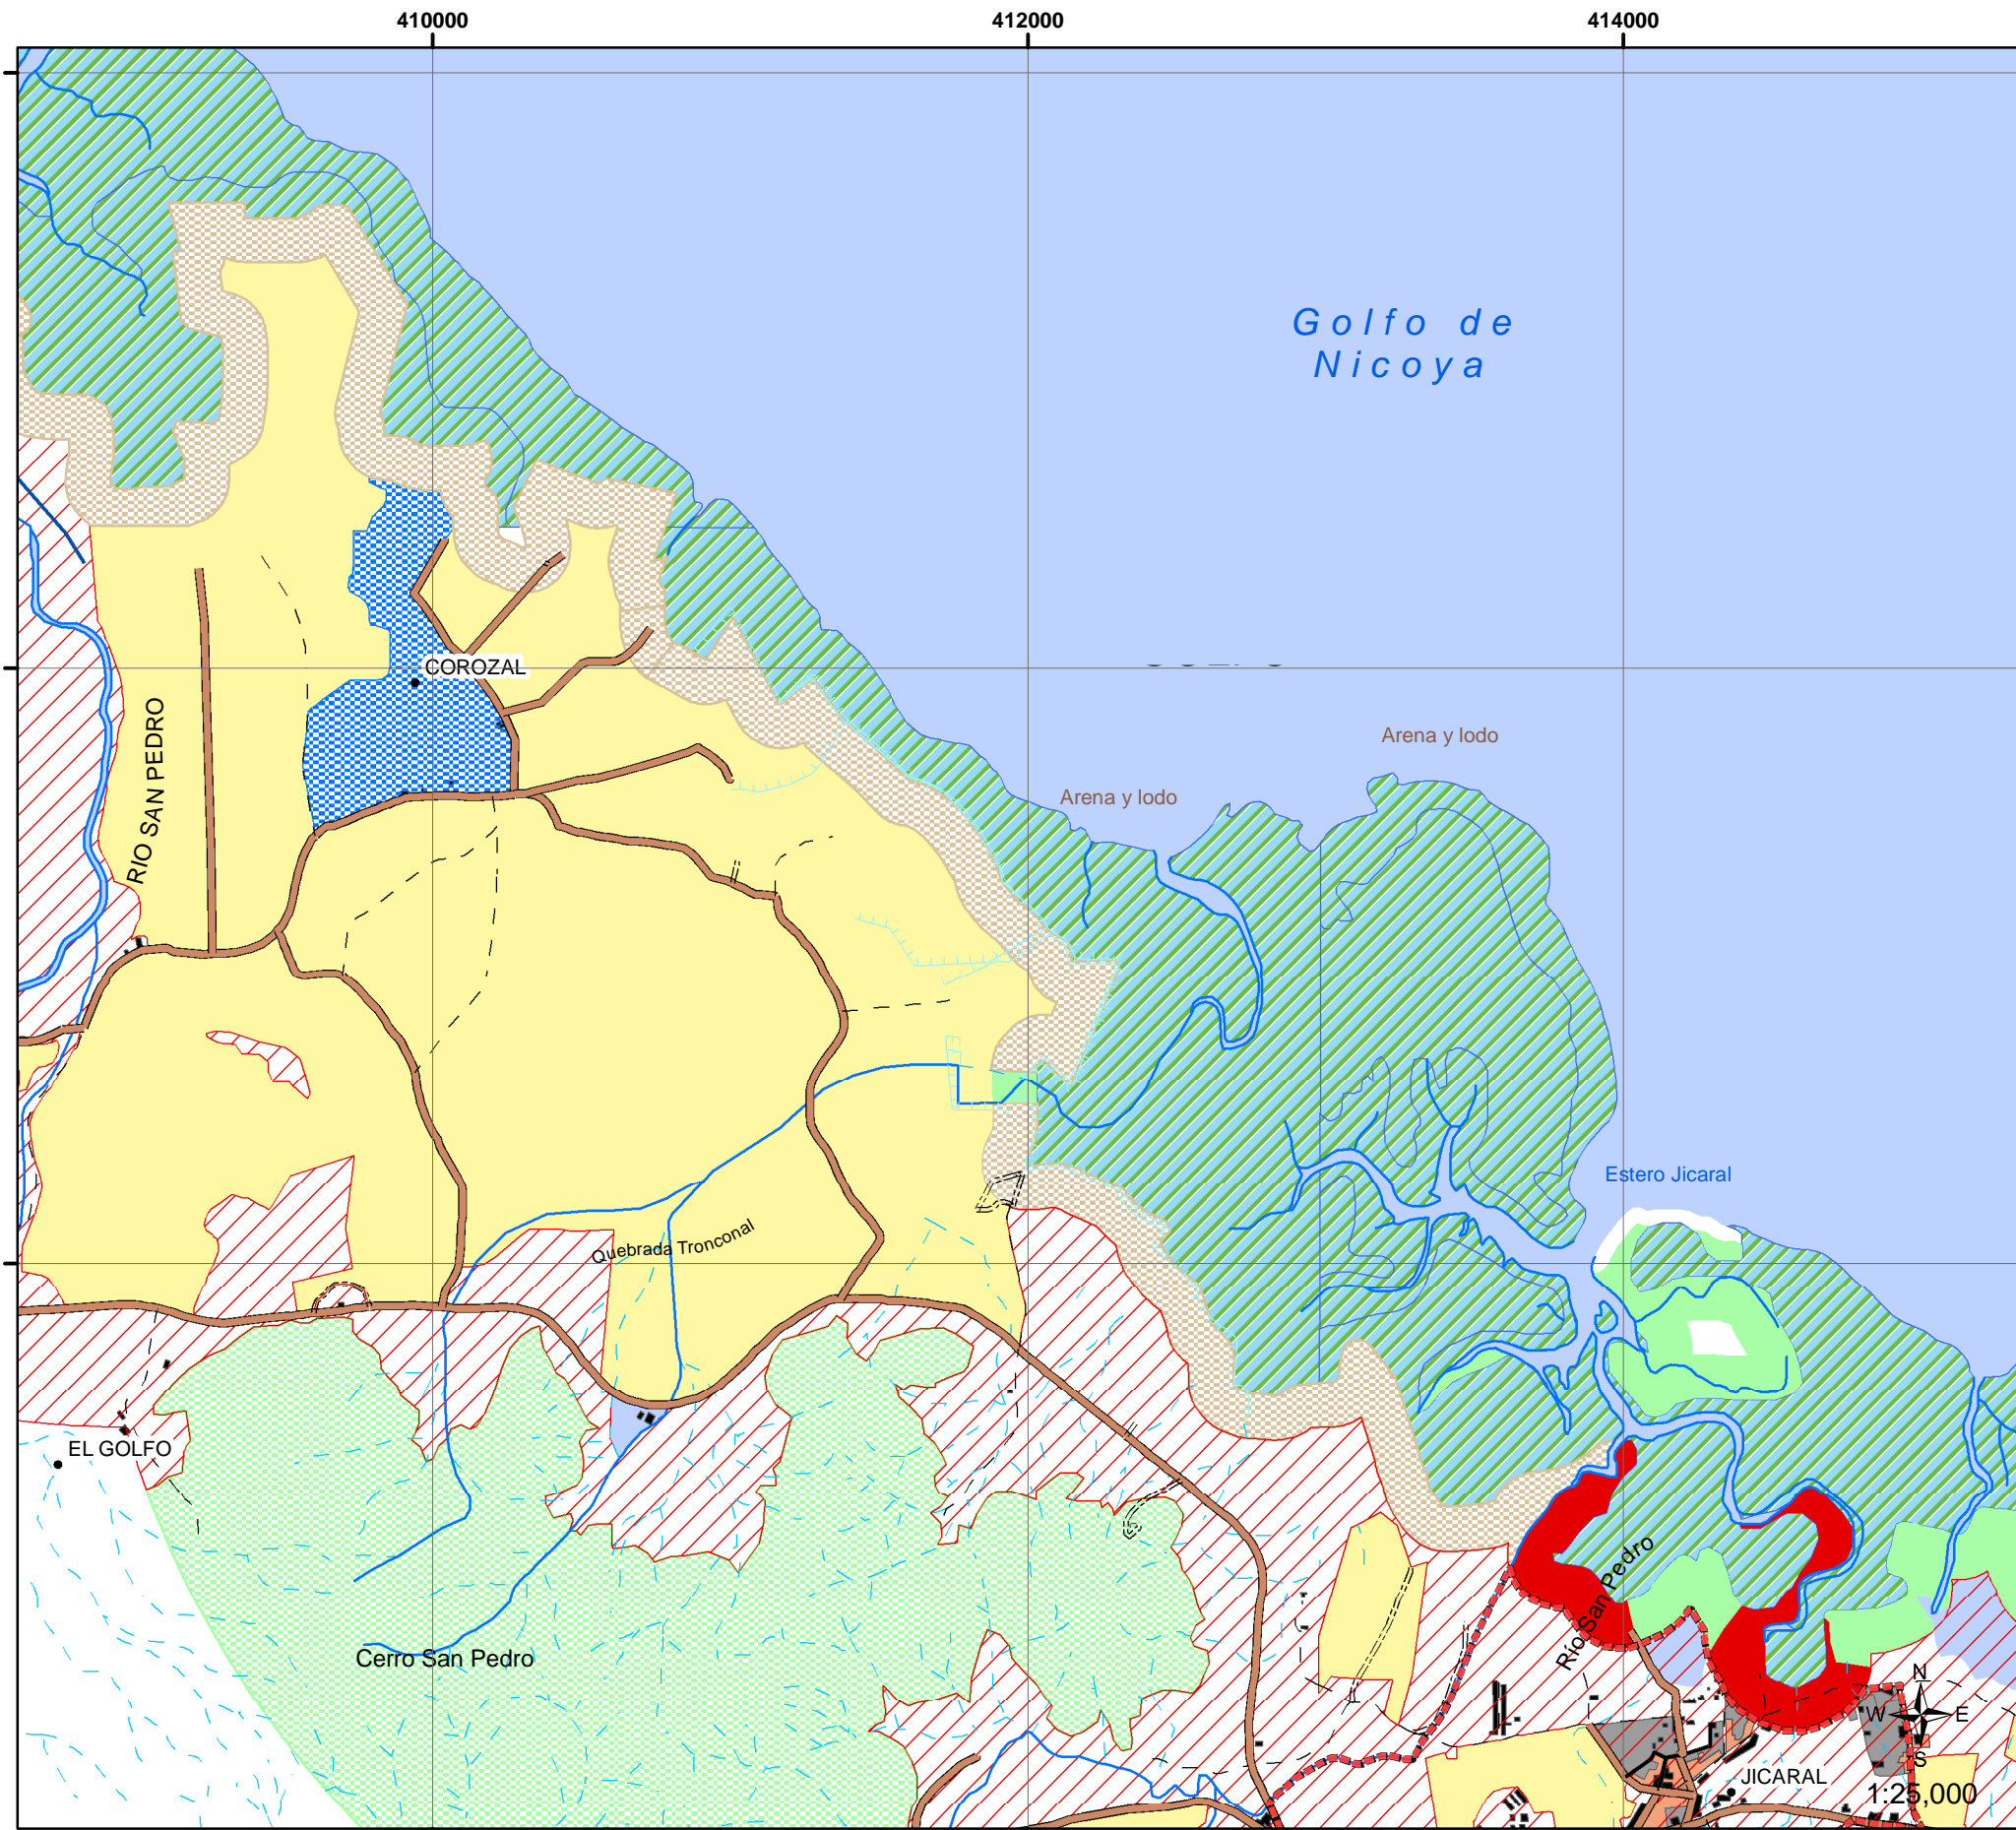 410000
412000
414000
Golfo de
Nicoya
COROZAL
RÍO SAN PEDRO
Arena y lodo
Arena y lodo
Estero Jicaral
Quebrada Tronconal
EL GOLFO
Río San Pedro
Cerro San Pedro
N
W
E
S
JICARAL
1:25,000